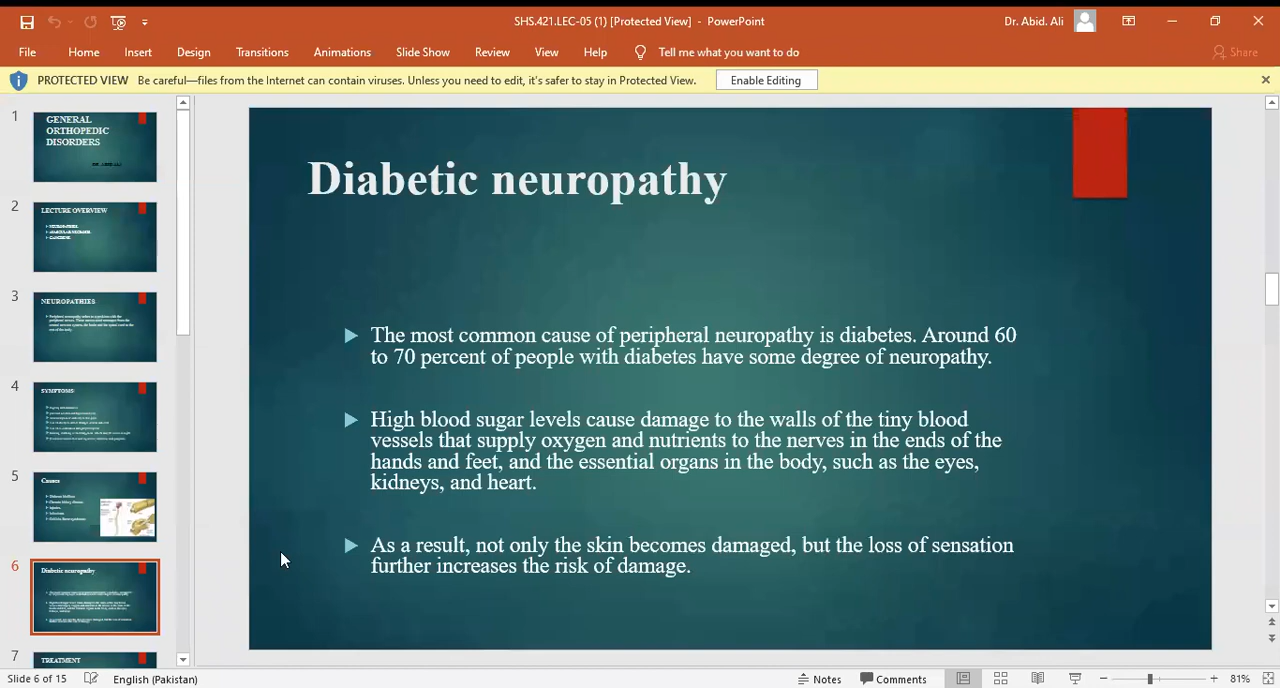 SHS.421.LEC-05 (1) [Protected View] - PowerPoint
Dr. Abid. Ali
File Home Insert Design Transitions Animations Slide Show Review View Help Tell me what you want to do Share
PROTECTED VIEW Be careful—files from the Internet can contain viruses. Unless you need to edit, it's safer to stay in Protected View. Enable Editing
1
GENERAL
ORTHOPEDIC
DISORDERS
2
LECTURE OVERVIEW
3
NEUROPATHIES
4
SYMPTOMS
5
Causes
6
Diabetic neuropathy
7
TREATMENT
Diabetic neuropathy
The most common cause of peripheral neuropathy is diabetes. Around 60
to 70 percent of people with diabetes have some degree of neuropathy.
High blood sugar levels cause damage to the walls of the tiny blood
vessels that supply oxygen and nutrients to the nerves in the ends of the
hands and feet, and the essential organs in the body, such as the eyes,
kidneys, and heart.
As a result, not only the skin becomes damaged, but the loss of sensation
further increases the risk of damage.
Slide 6 of 15 English (Pakistan) Notes Comments 81%